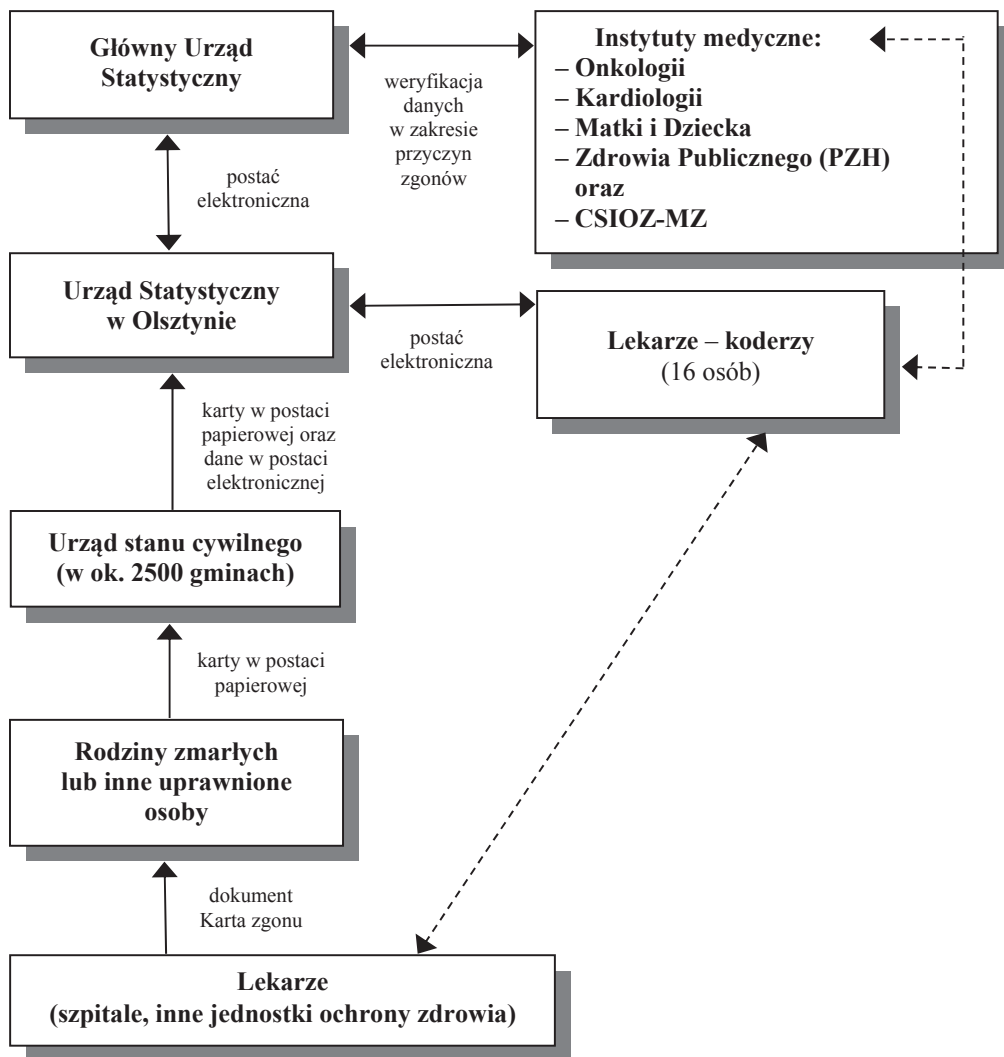 Główny Urząd
Statystyczny
weryfikacja
danych
w zakresie
przyczyn
zgonów
Instytuty medyczne:
– Onkologii
– Kardiologii
– Matki i Dziecka
– Zdrowia Publicznego (PZH)
oraz
– CSIOZ-MZ
postać
elektroniczna
Urząd Statystyczny
w Olsztynie
postać
elektroniczna
Lekarze – koderzy
(16 osób)
karty w postaci
papierowej oraz
dane w postaci
elektronicznej
Urząd stanu cywilnego
(w ok. 2500 gminach)
karty w postaci
papierowej
Rodziny zmarłych
lub inne uprawnione
osoby
dokument
Karta zgonu
Lekarze
(szpitale, inne jednostki ochrony zdrowia)